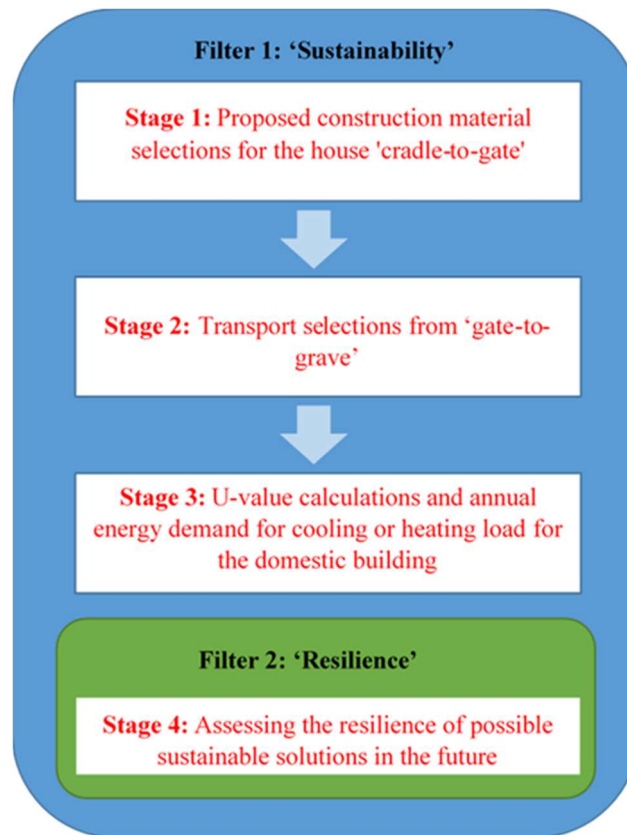 Filter 1: ‘Sustainability’
Stage 1: Proposed construction material
selections for the house 'cradle-to-gate'
Stage 2: Transport selections from ‘gate-to-
grave’
Stage 3: U-value calculations and annual
energy demand for cooling or heating load for
the domestic building
Filter 2: ‘Resilience’
Stage 4: Assessing the resilience of possible
sustainable solutions in the future